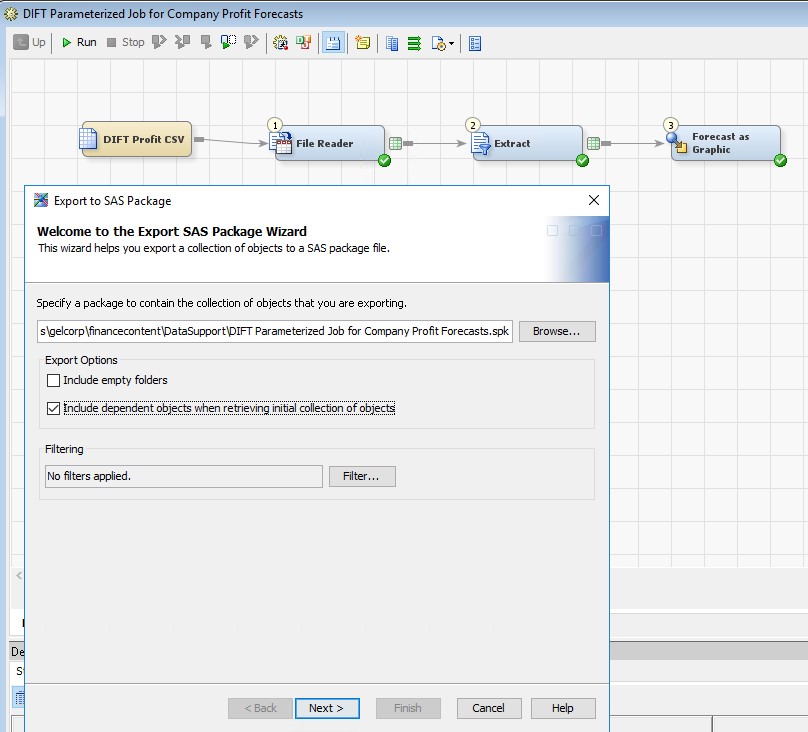 DIFT Parameterized Job for Company Profit Forecasts
Up Run Stop
DIFT Profit CSV
1
File Reader
2
Extract
3
Forecast as
Graphic
Export to SAS Package
Welcome to the Export SAS Package Wizard
This wizard helps you export a collection of objects to a SAS package file.
Specify a package to contain the collection of objects that you are exporting.
s\gelcorp\financecontent\DataSupport\DIFT Parameterized Job for Company Profit Forecasts.spk Browse...
Export Options
Include empty folders
Include dependent objects when retrieving initial collection of objects
Filtering
No filters applied. Filter...
De
< Back Next > Finish Cancel Help